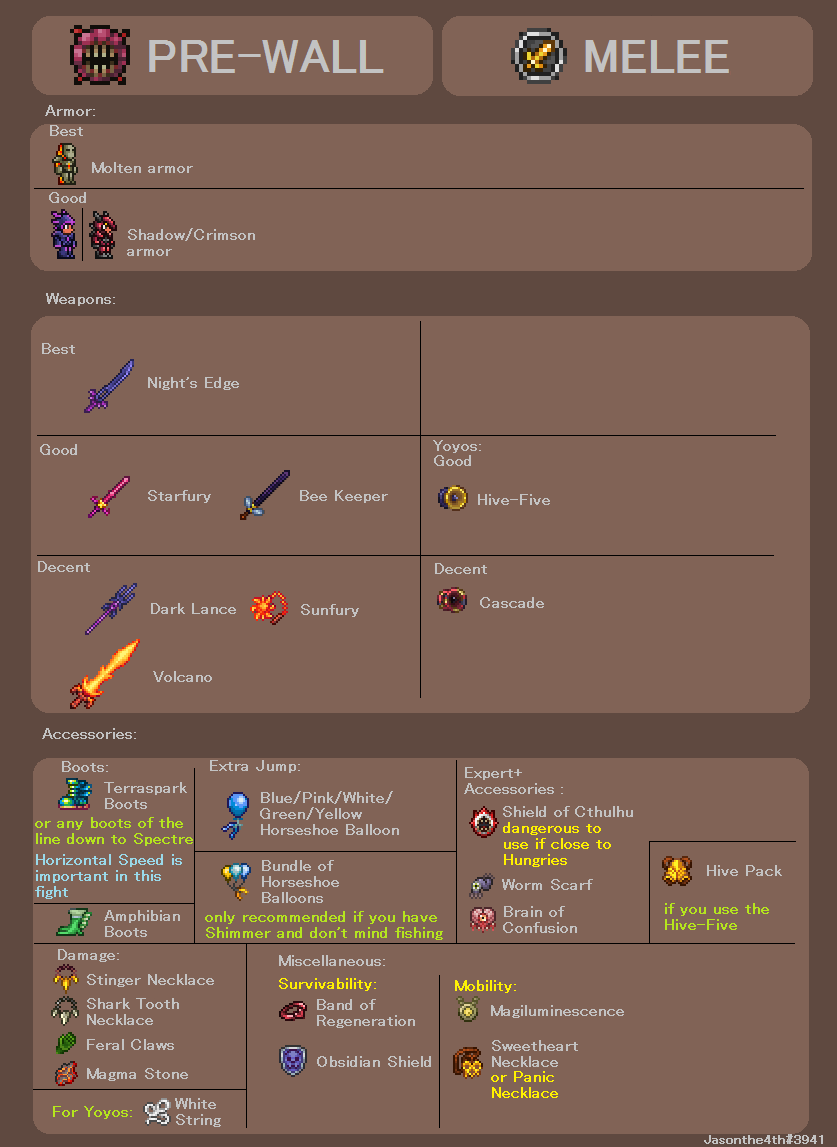 PRE-WALL
MELEE
Armor:
Best
Molten armor
Good
Shadow/Crimson
armor
Weapons:
Best
Night's Edge
Good
Starfury
Bee Keeper
Yoyos:
Good
Hive-Five
Decent
Dark Lance
Sunfury
Volcano
Decent
Cascade
Accessories:
Boots:
Terraspark
Boots
or any boots of the
line down to Spectre
Horizontal Speed is
important in this
fight
Amphibian
Boots
Extra Jump:
Blue/Pink/White/
Green/Yellow
Horseshoe Balloon
Bundle of
Horseshoe
Balloons
only recommended if you have
Shimmer and don't mind fishing
Expert+
Accessories :
Shield of Cthulhu
dangerous to
use if close to
Hungries
Worm Scarf
Brain of
Confusion
Hive Pack
if you use the
Hive-Five
Damage:
Stinger Necklace
Shark Tooth
Necklace
Feral Claws
Magma Stone
For Yoyos:
White
String
Miscellaneous:
Survivability:
Band of
Regeneration
Obsidian Shield
Mobility:
Magiluminescence
Sweetheart
Necklace
or Panic
Necklace
Jasonthe4th#3941